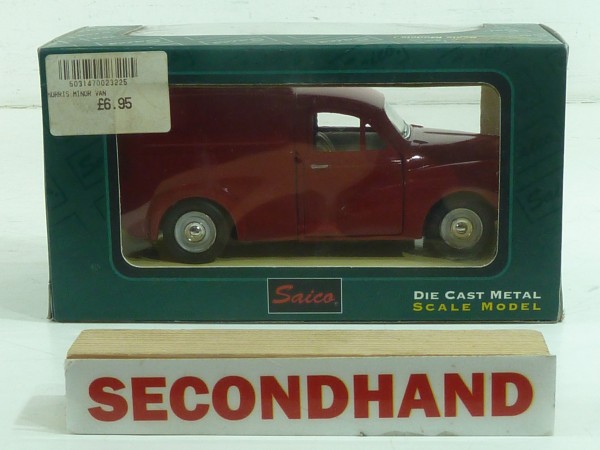 5031470023225
MORRIS MINOR VAN
£6.95
Saico
DIE CAST METAL
SCALE MODEL
SECONDHAND